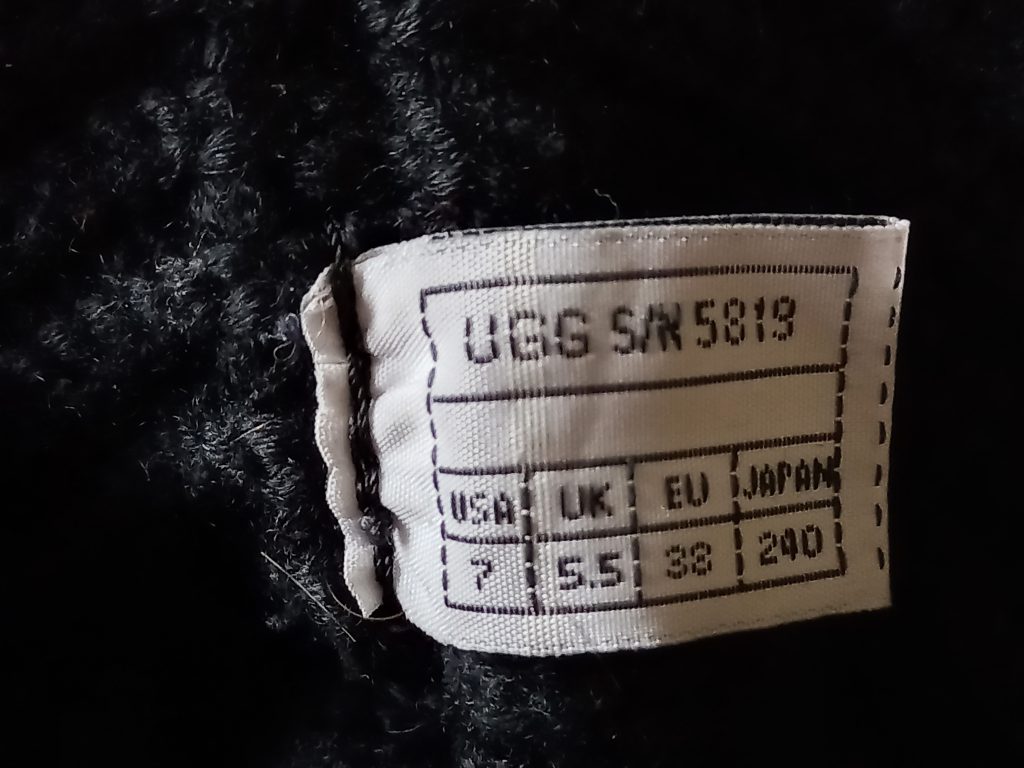 UGG S/N 5819
USA UK EU JAPAN
7 5.5 38 240